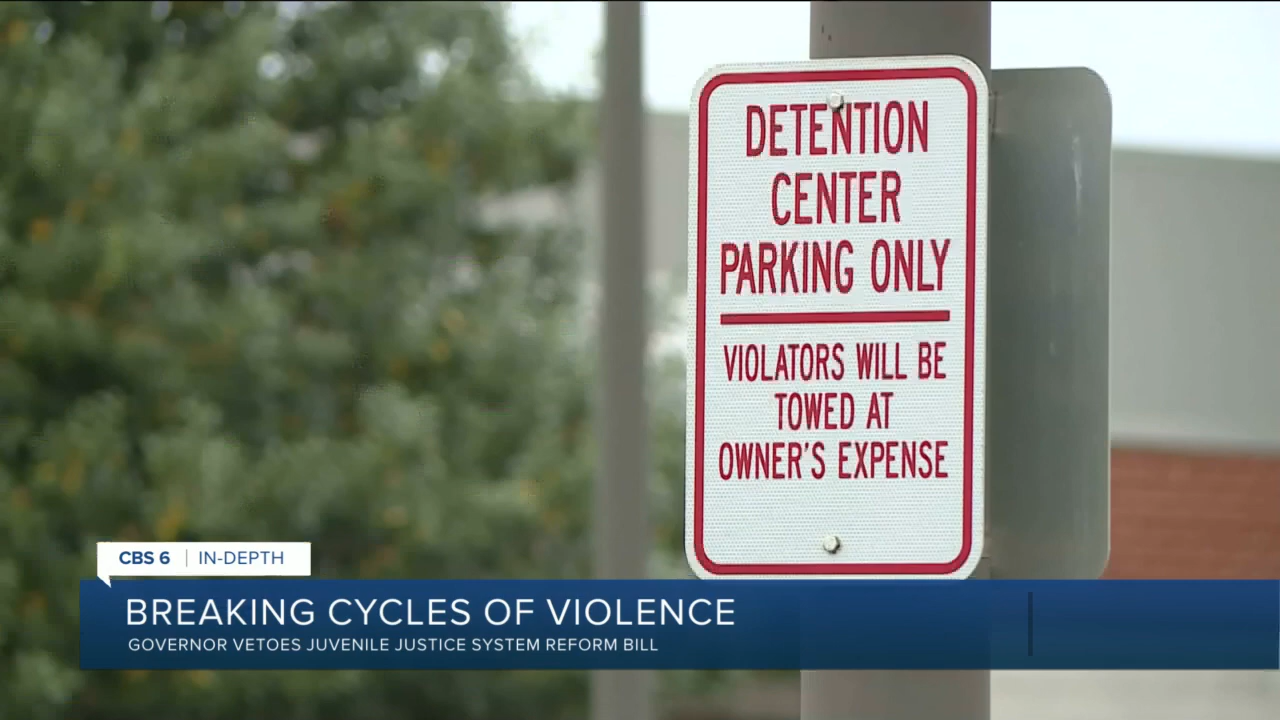 DETENTION
CENTER
PARKING ONLY
VIOLATORS WILL BE
TOWED AT
OWNER'S EXPENSE
CBS 6 | IN-DEPTH
BREAKING CYCLES OF VIOLENCE
GOVERNOR VETOES JUVENILE JUSTICE SYSTEM REFORM BILL